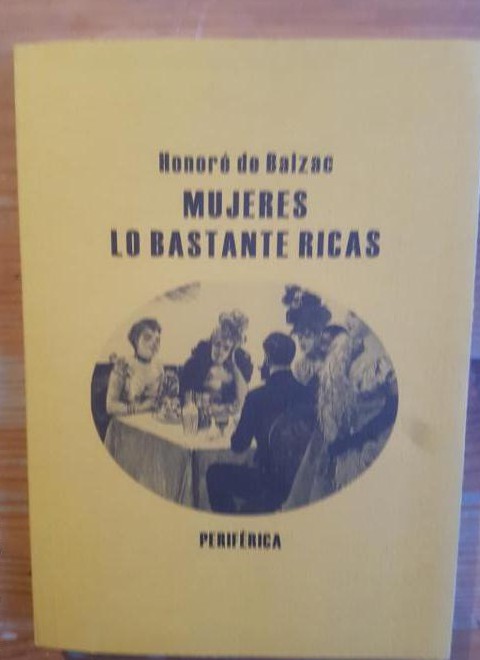 Honoré de Balzac
MUJERES
LO BASTANTE RICAS
PERIFÉRICA